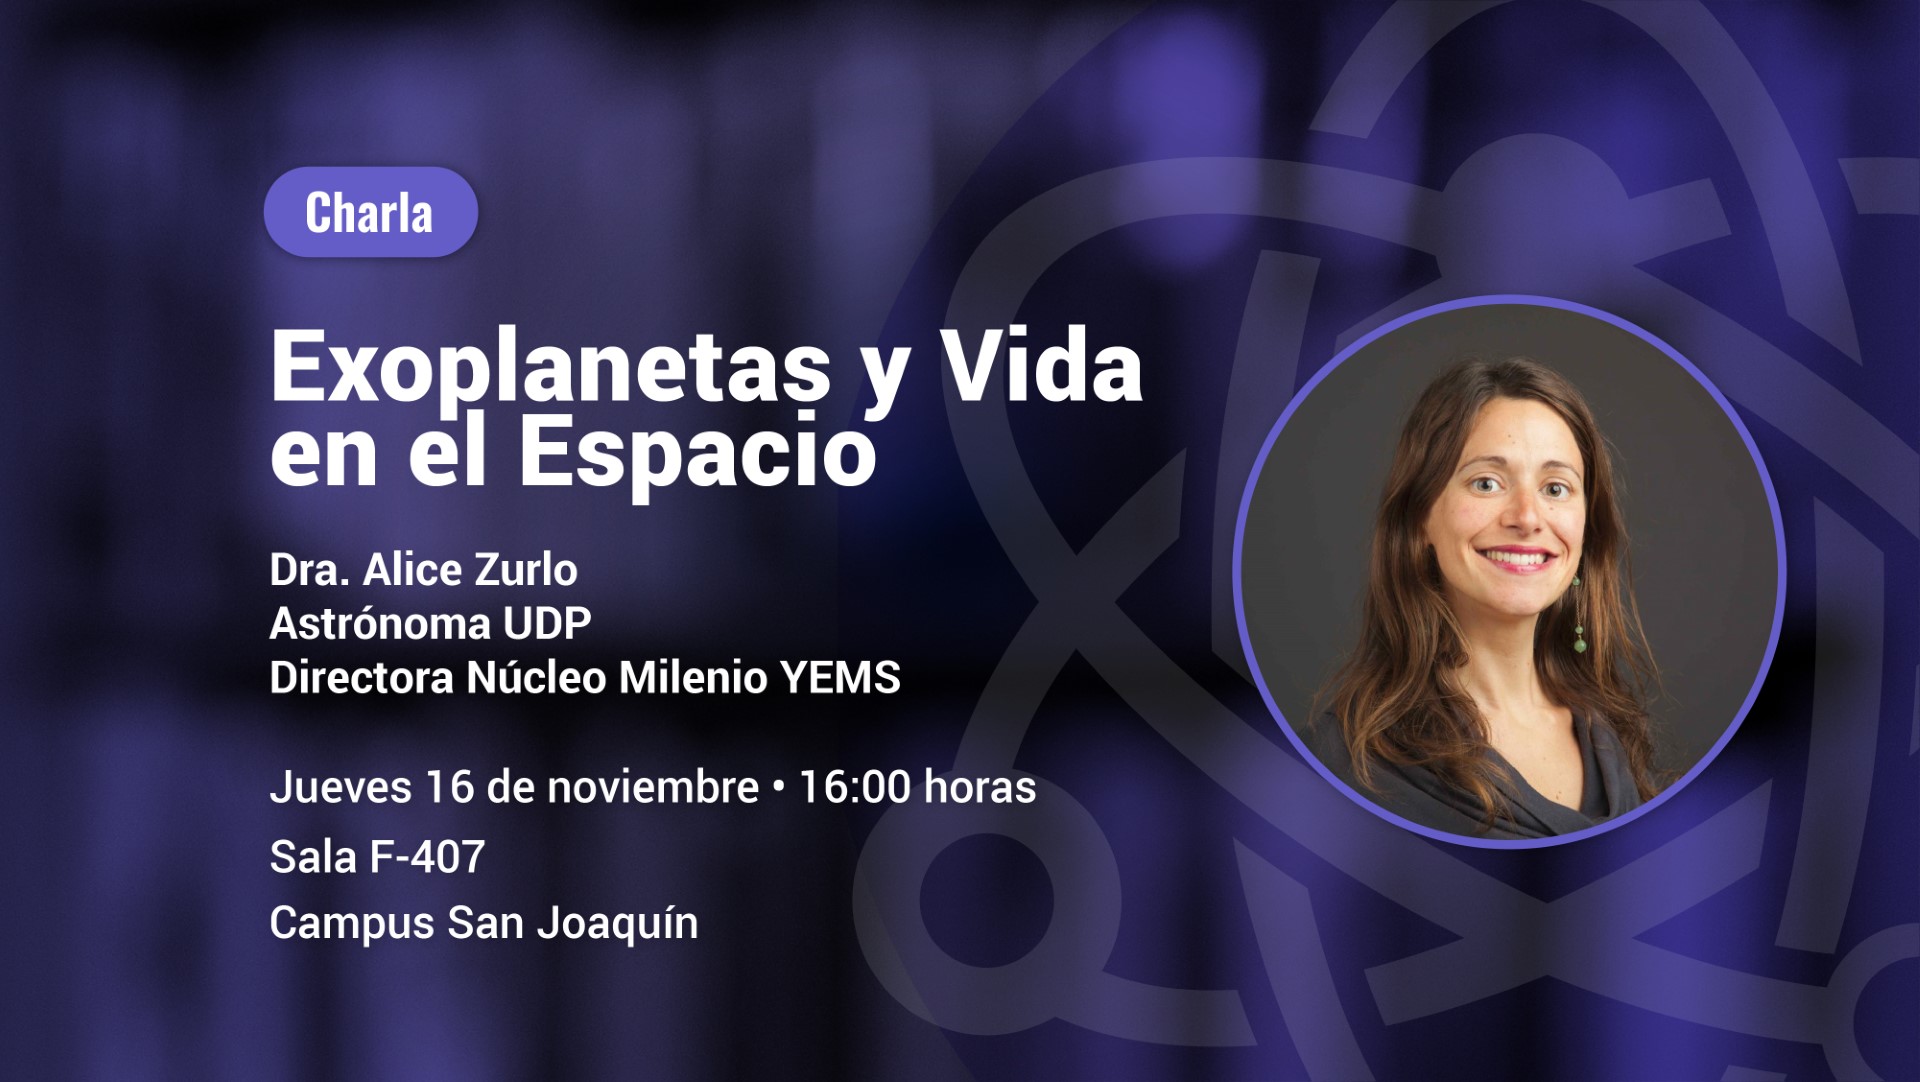 Charla
Exoplanetas y Vida
en el Espacio
Dra. Alice Zurlo
Astrónoma UDP
Directora Núcleo Milenio YEMS
Jueves 16 de noviembre • 16:00 horas
Sala F-407
Campus San Joaquín